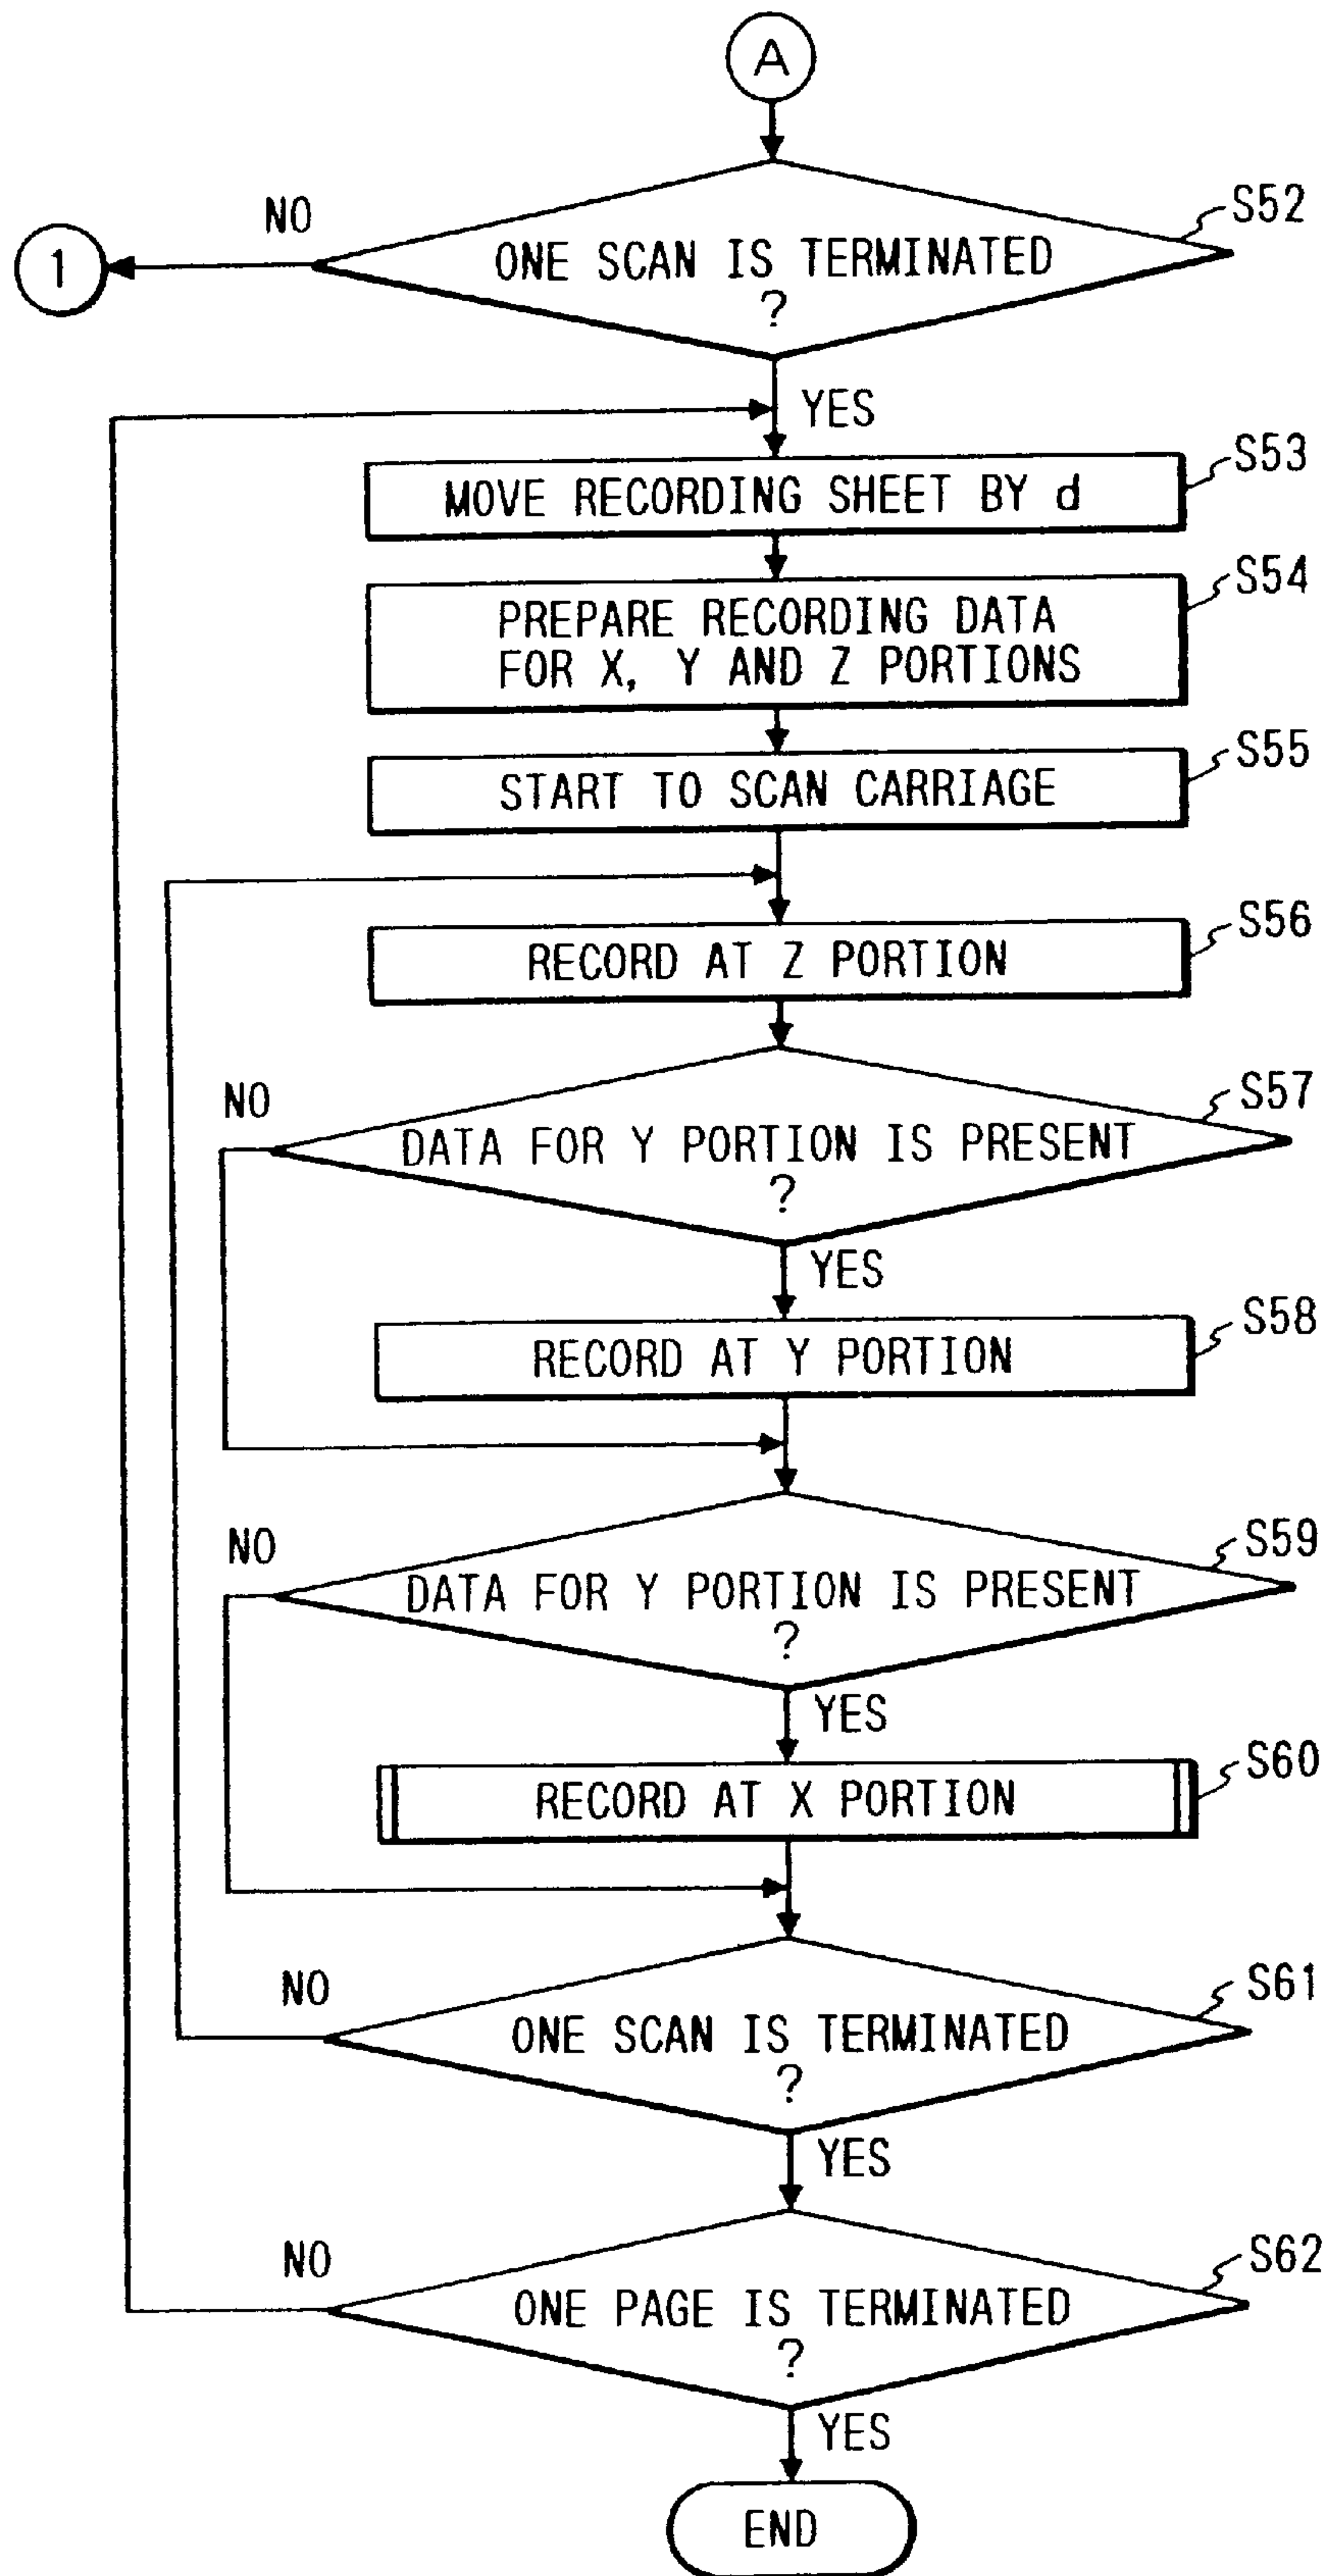 A
S52
NO
1
ONE SCAN IS TERMINATED
?
YES
S53
MOVE RECORDING SHEET BY d
S54
PREPARE RECORDING DATA
FOR X, Y AND Z PORTIONS
S55
START TO SCAN CARRIAGE
S56
RECORD AT Z PORTION
S57
NO
DATA FOR Y PORTION IS PRESENT
?
YES
S58
RECORD AT Y PORTION
S59
NO
DATA FOR Y PORTION IS PRESENT
?
YES
S60
RECORD AT X PORTION
S61
NO
ONE SCAN IS TERMINATED
?
YES
S62
NO
ONE PAGE IS TERMINATED
?
YES
END